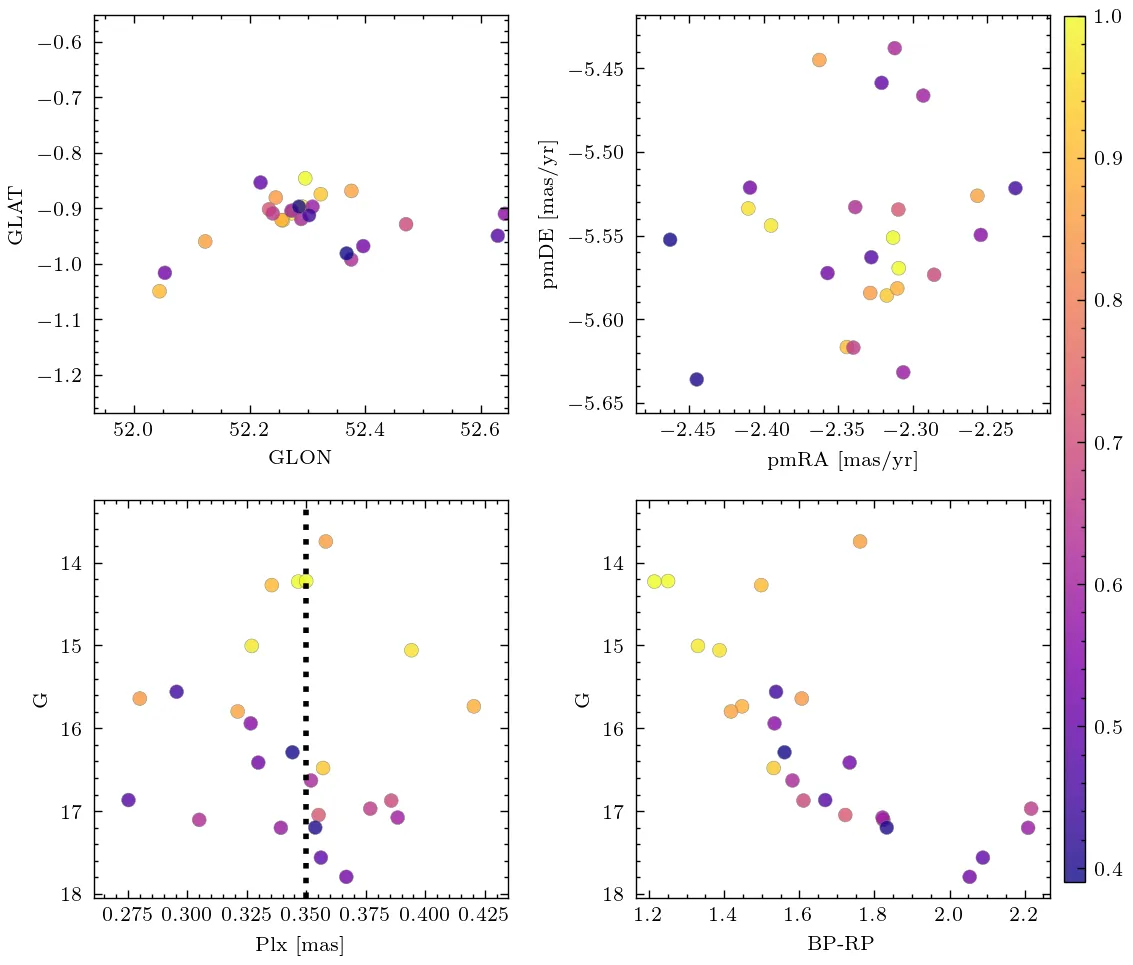 −0.6
−0.7
−0.8
−0.9
−1.0
−1.1
−1.2
GLAT
52.0 52.2 52.4 52.6
GLON
−5.45
−5.50
−5.55
−5.60
−5.65
pmDE [mas/yr]
−2.45 −2.40 −2.35 −2.30 −2.25
pmRA [mas/yr]
1.0
0.9
0.8
0.7
0.6
0.5
0.4
14
15
16
17
18
G
0.275 0.300 0.325 0.350 0.375 0.400 0.425
Plx [mas]
14
15
16
17
18
G
1.2 1.4 1.6 1.8 2.0 2.2
BP-RP